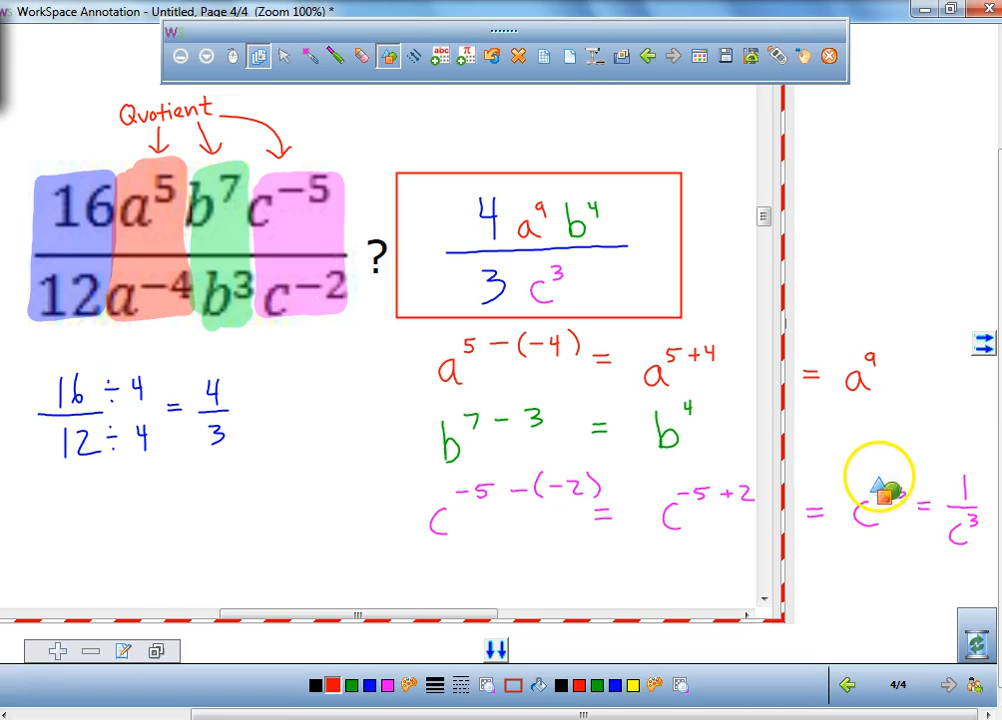 WorkSpace Annotation - Untitled, Page 4/4 (Zoom 100%) *
WS
abc π
Quotient
16a⁵b⁷c⁻⁵
12a⁻⁴b³c⁻²
?
4 a⁹ b⁴
3 c³
a⁵⁻⁽⁻⁴⁾ = a⁵⁺⁴ = a⁹
16 ÷ 4 = 4
12 ÷ 4 3
b⁷⁻³ = b⁴
c⁻⁵⁻⁽⁻²⁾ = c⁻⁵⁺² = c = 1
c³
4/4